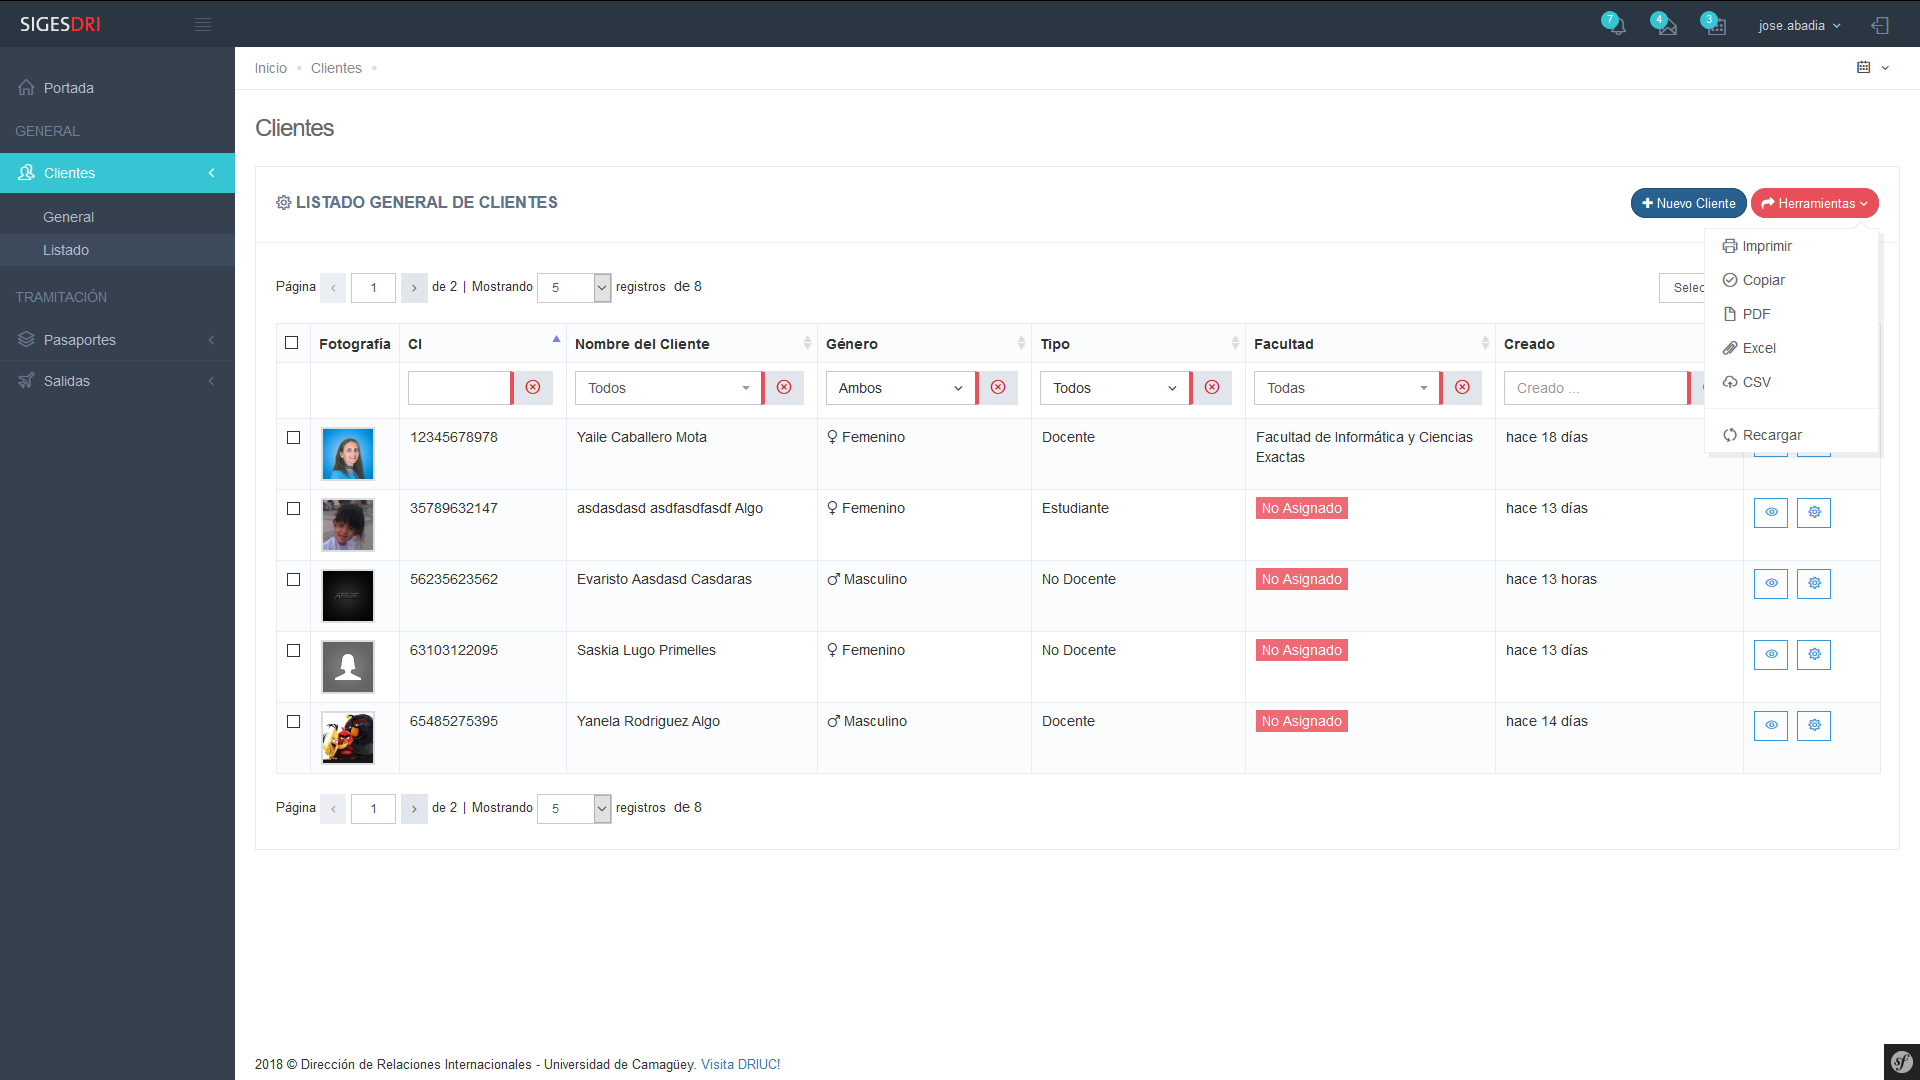 SIGESDRI
7
4
3
jose.abadia
Inicio • Clientes •
Portada
GENERAL
Clientes
General
Listado
TRAMITACIÓN
Pasaportes
Salidas
Clientes
LISTADO GENERAL DE CLIENTES
Nuevo Cliente
Herramientas
Imprimir
Copiar
PDF
Excel
CSV
Recargar
Página 1 de 2 | Mostrando 5 registros de 8
Fotografía CI Nombre del Cliente Género Tipo Facultad Creado
Todos Ambos Todos Todas Creado ...
12345678978 Yaile Caballero Mota Femenino Docente Facultad de Informática y Ciencias Exactas hace 18 días
35789632147 asdasdasd asdfasdfasdf Algo Femenino Estudiante No Asignado hace 13 días
56235623562 Evaristo Aasdasd Casdaras Masculino No Docente No Asignado hace 13 horas
63103122095 Saskia Lugo Primelles Femenino No Docente No Asignado hace 13 días
65485275395 Yanela Rodriguez Algo Masculino Docente No Asignado hace 14 días
Página 1 de 2 | Mostrando 5 registros de 8
2018 © Dirección de Relaciones Internacionales - Universidad de Camagüey. Visita DRIUC!